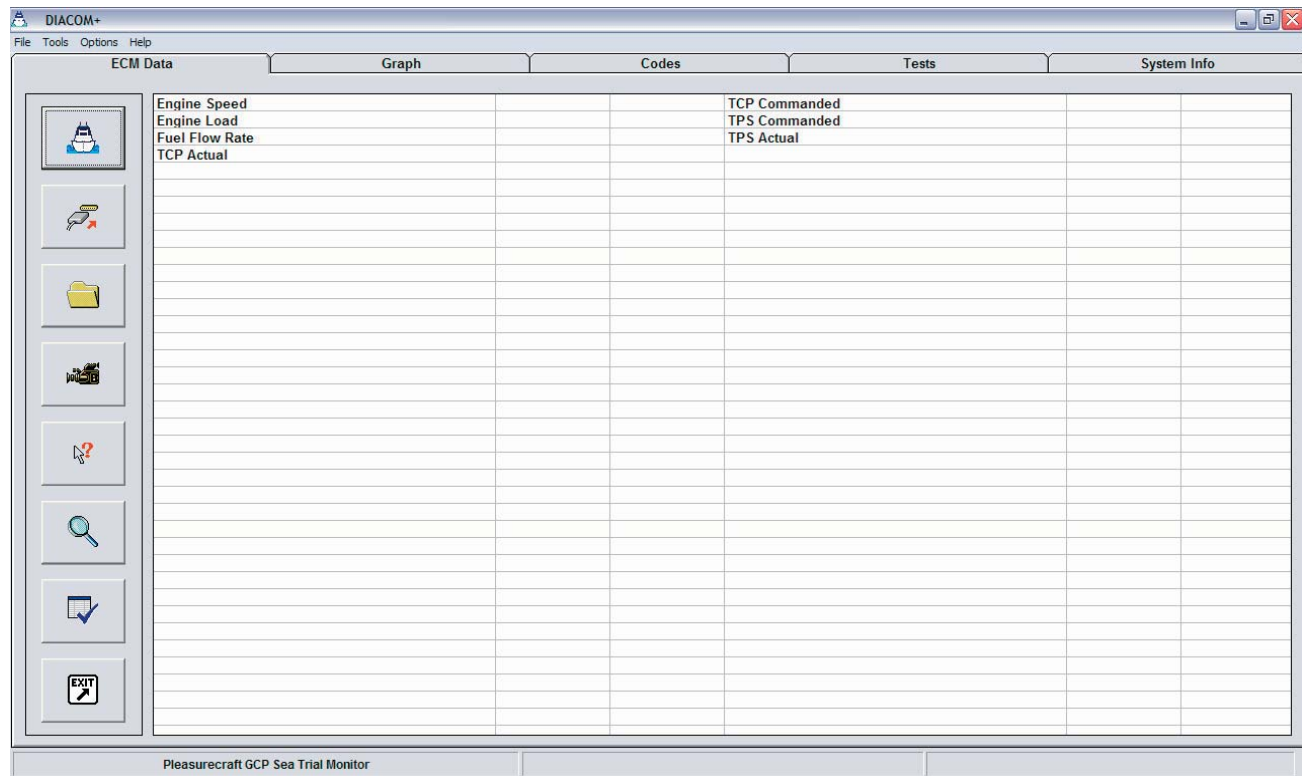 DIACOM+
File Tools Options Help
ECM Data Graph Codes Tests System Info
Engine Speed TCP Commanded
Engine Load TPS Commanded
Fuel Flow Rate TPS Actual
TCP Actual
?
EXIT
Pleasurecraft GCP Sea Trial Monitor